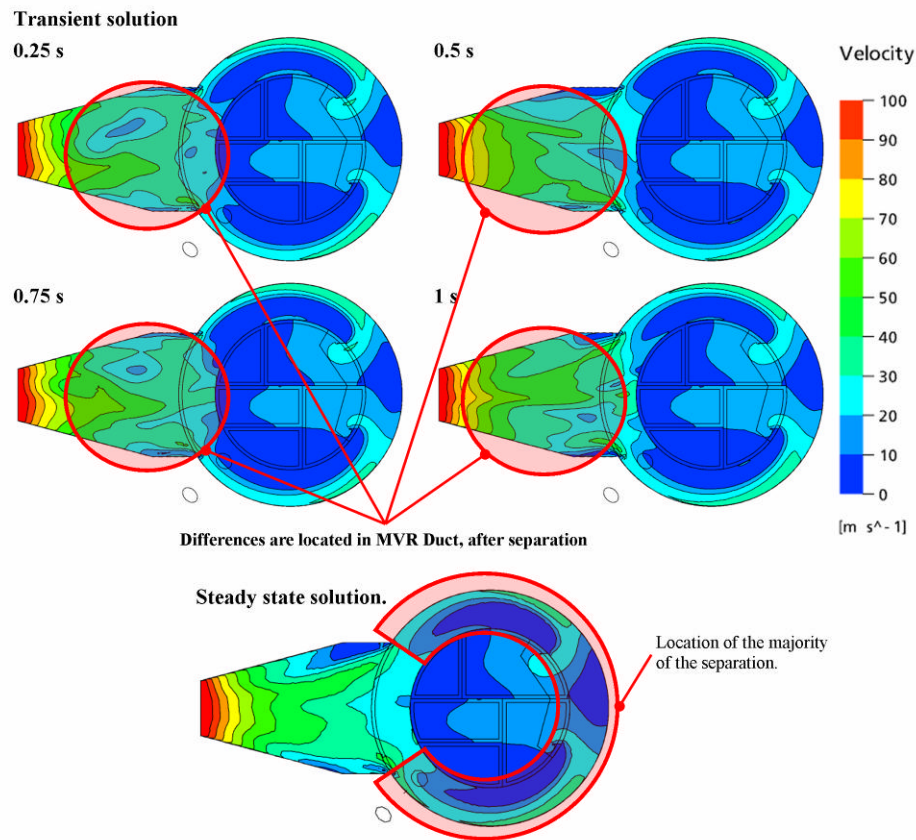 Transient solution
0.25 s
0.5 s
Velocity
100
90
80
70
60
50
40
30
20
10
0
[m s^-1]
0.75 s
1 s
Differences are located in MVR Duct, after separation
Steady state solution.
Location of the majority
of the separation.